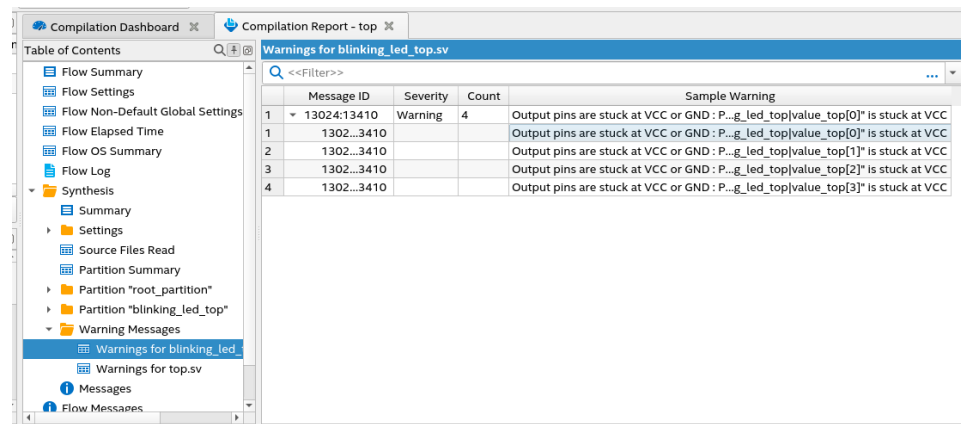 Compilation Dashboard
Compilation Report - top
Table of Contents
Flow Summary
Flow Settings
Flow Non-Default Global Settings
Flow Elapsed Time
Flow OS Summary
Flow Log
Synthesis
Summary
Settings
Source Files Read
Partition Summary
Partition "root_partition"
Partition "blinking_led_top"
Warning Messages
Warnings for blinking_led_
Warnings for top.sv
Messages
Flow Messages
Warnings for blinking_led_top.sv
<<Filter>>
...
Message ID Severity Count Sample Warning
1 13024:13410 Warning 4 Output pins are stuck at VCC or GND : P...g_led_top|value_top[0]" is stuck at VCC
1 1302...3410 Output pins are stuck at VCC or GND : P...g_led_top|value_top[0]" is stuck at VCC
2 1302...3410 Output pins are stuck at VCC or GND : P...g_led_top|value_top[1]" is stuck at VCC
3 1302...3410 Output pins are stuck at VCC or GND : P...g_led_top|value_top[2]" is stuck at VCC
4 1302...3410 Output pins are stuck at VCC or GND : P...g_led_top|value_top[3]" is stuck at VCC